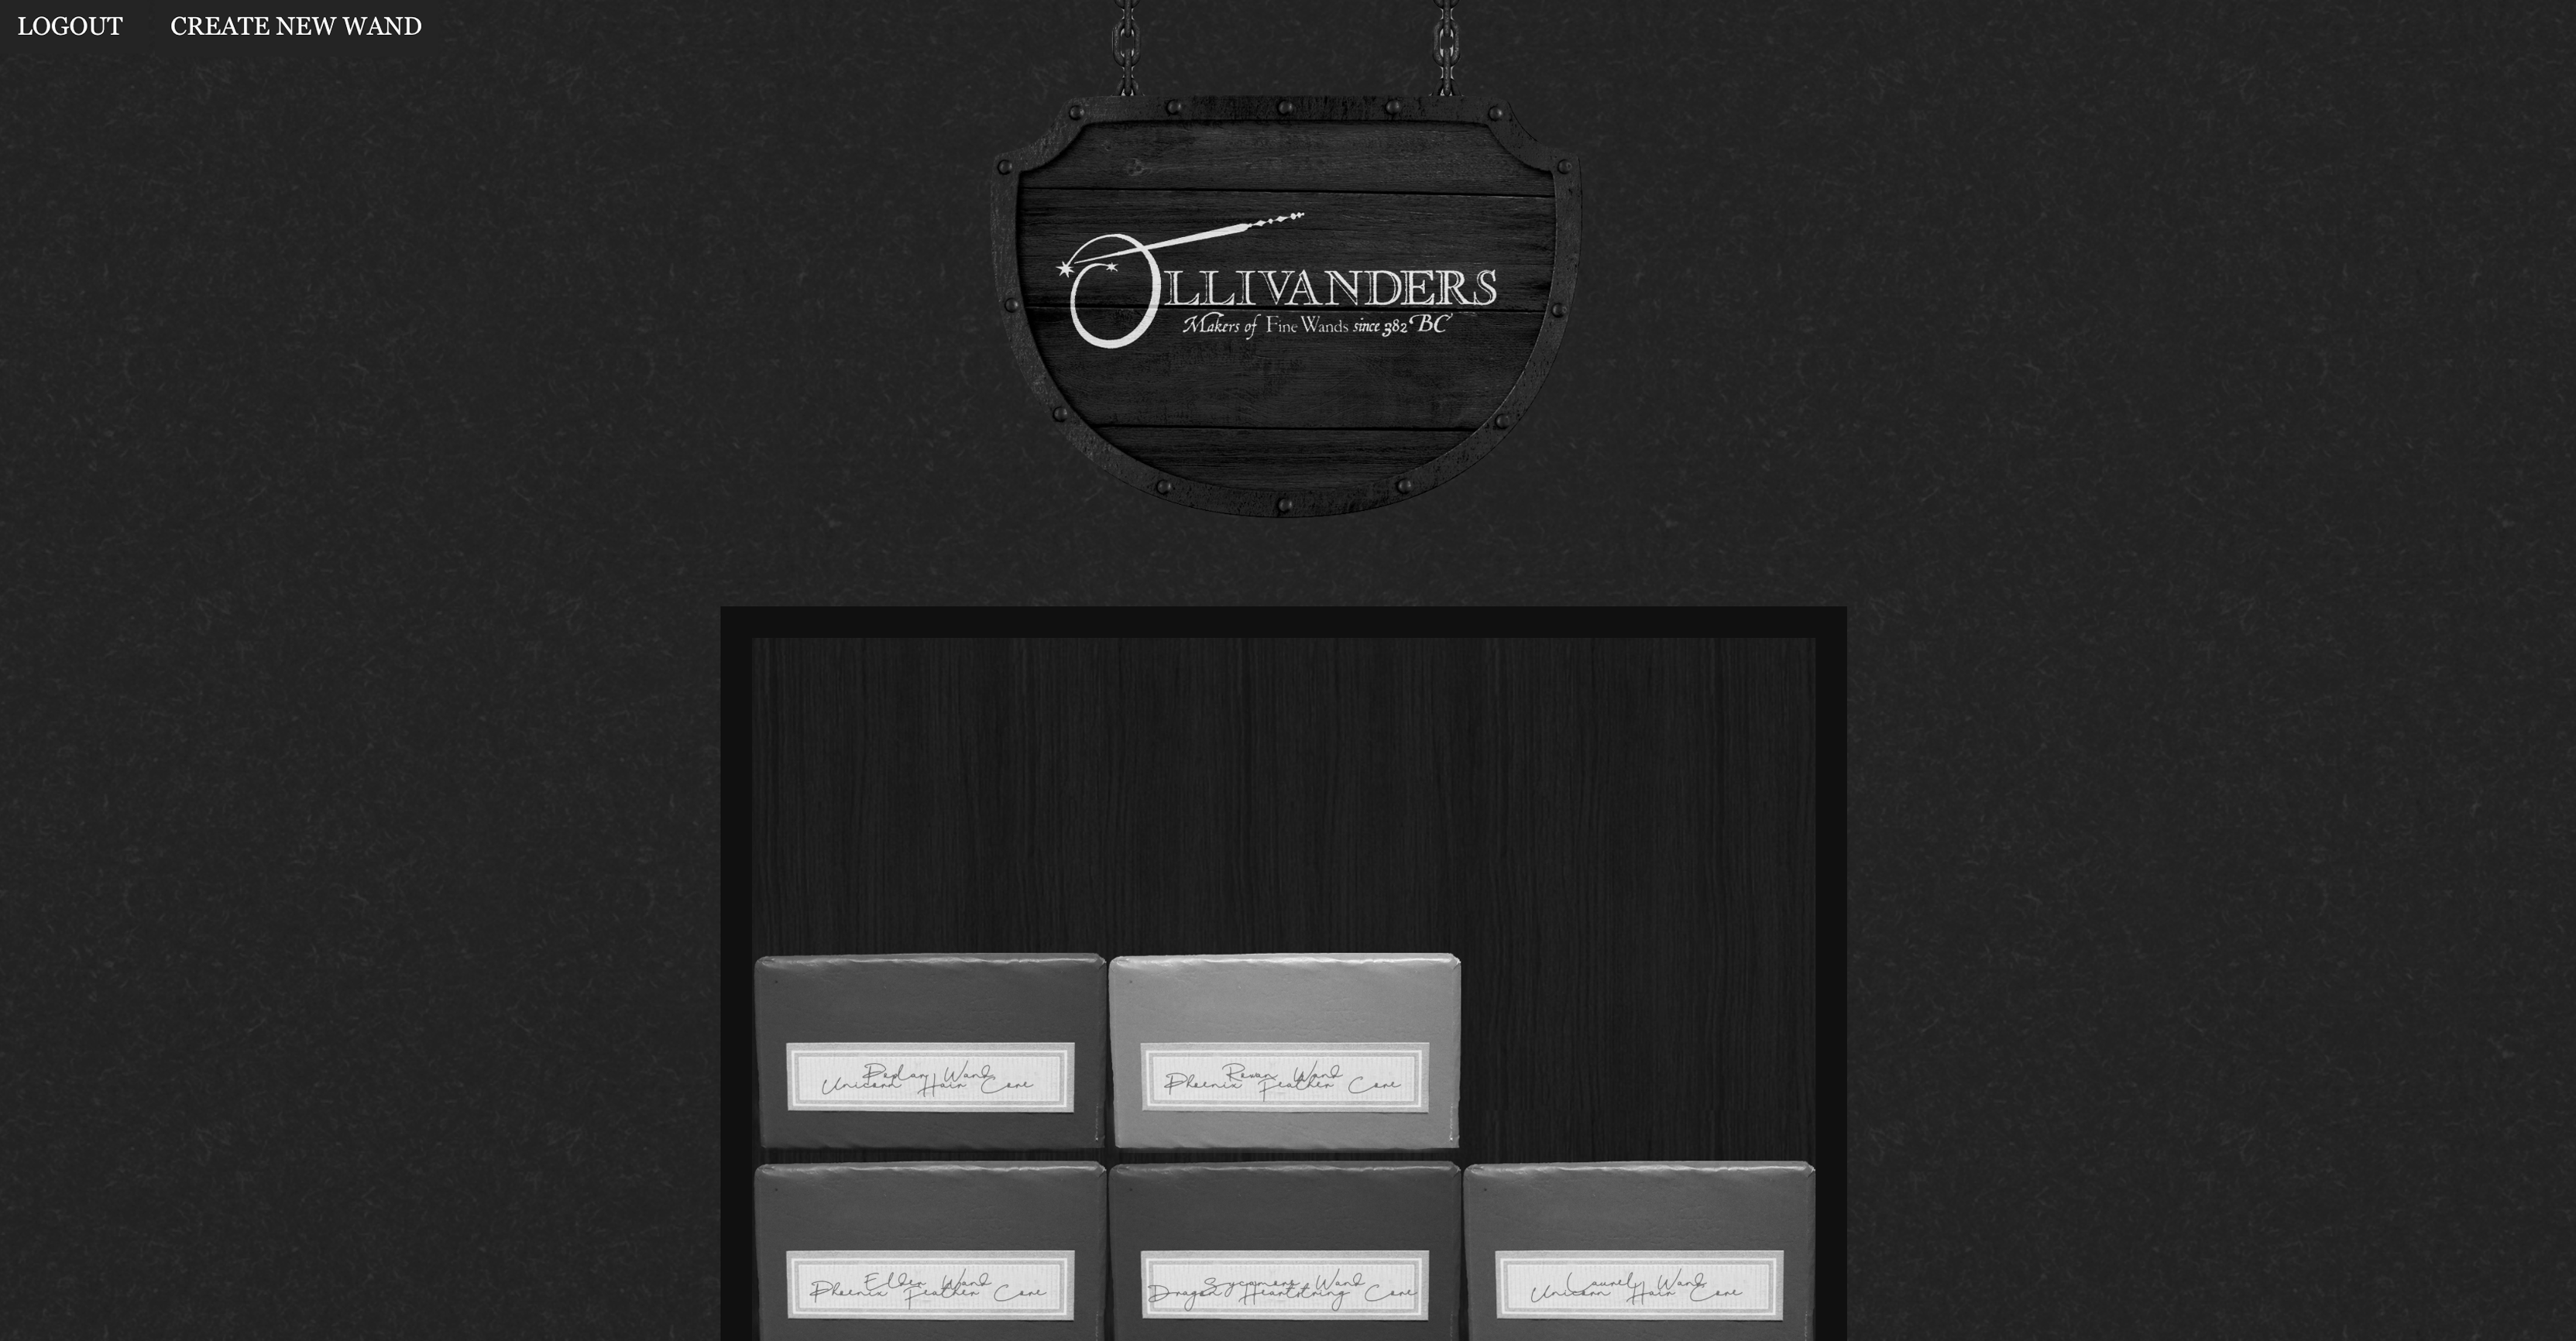 LOGOUT CREATE NEW WAND
OLLIVANDERS
Makers of Fine Wands since 382 BC
Poplar Wand
Unicorn Hair Core
Rowan Wand
Phoenix Feather Core
Elder Wand
Phoenix Feather Core
Sycamore Wand
Dragon Heartstring Core
Laurel Wand
Unicorn Hair Core